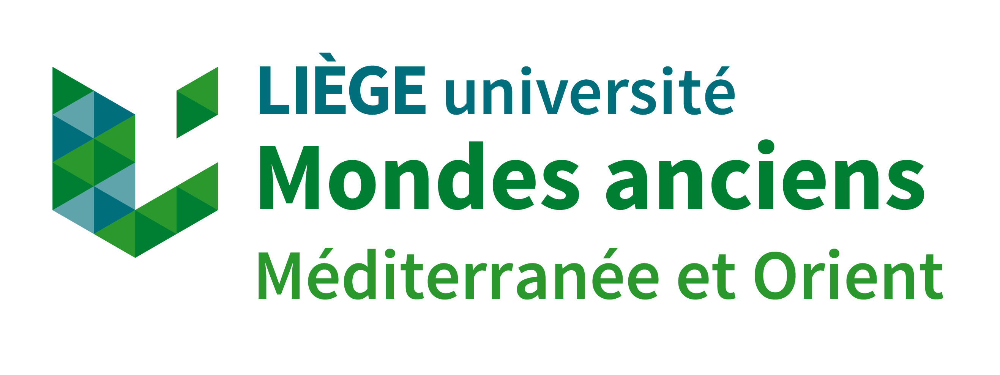 LIÈGE université
Mondes anciens
Méditerranée et Orient